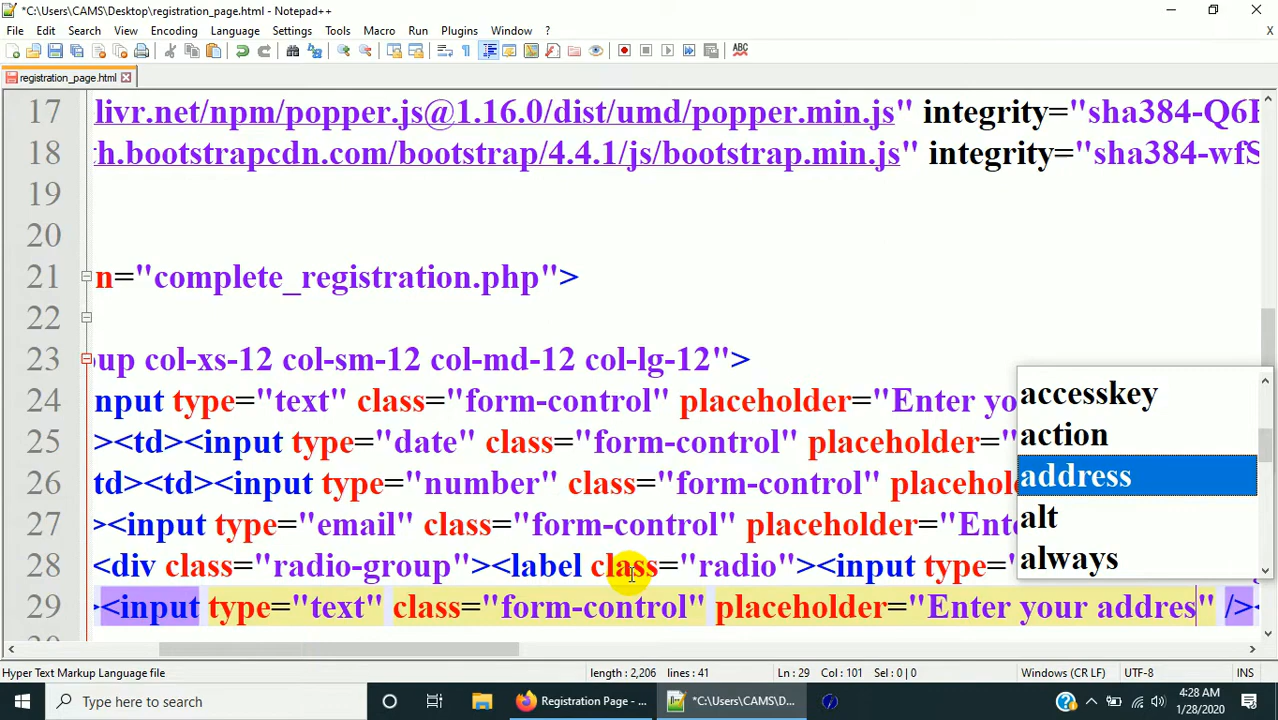 *C:\Users\CAMS\Desktop\registration_page.html - Notepad++
File Edit Search View Encoding Language Settings Tools Macro Run Plugins Window ?
X
registration_page.html
17 livr.net/npm/popper.js@1.16.0/dist/umd/popper.min.js" integrity="sha384-Q6E
18 th.bootstrapcdn.com/bootstrap/4.4.1/js/bootstrap.min.js" integrity="sha384-wfS
19
20
21 n="complete_registration.php">
22
23 oup col-xs-12 col-sm-12 col-md-12 col-lg-12">
24 nput type="text" class="form-control" placeholder="Enter yo
25 ><td><input type="date" class="form-control" placeholder="
26 td><td><input type="number" class="form-control" placehol
27 ><input type="email" class="form-control" placeholder="Ente
28 <div class="radio-group"><label class="radio"><input type="
29 ><input type="text" class="form-control" placeholder="Enter your addres" /><
accesskey
action
address
alt
always
Hyper Text Markup Language file length : 2,206 lines : 41 Ln : 29 Col : 101 Sel : 0 | 0 Windows (CR LF) UTF-8 INS
Type here to search
Registration Page - ...
*C:\Users\CAMS\D...
4:28 AM
1/28/2020